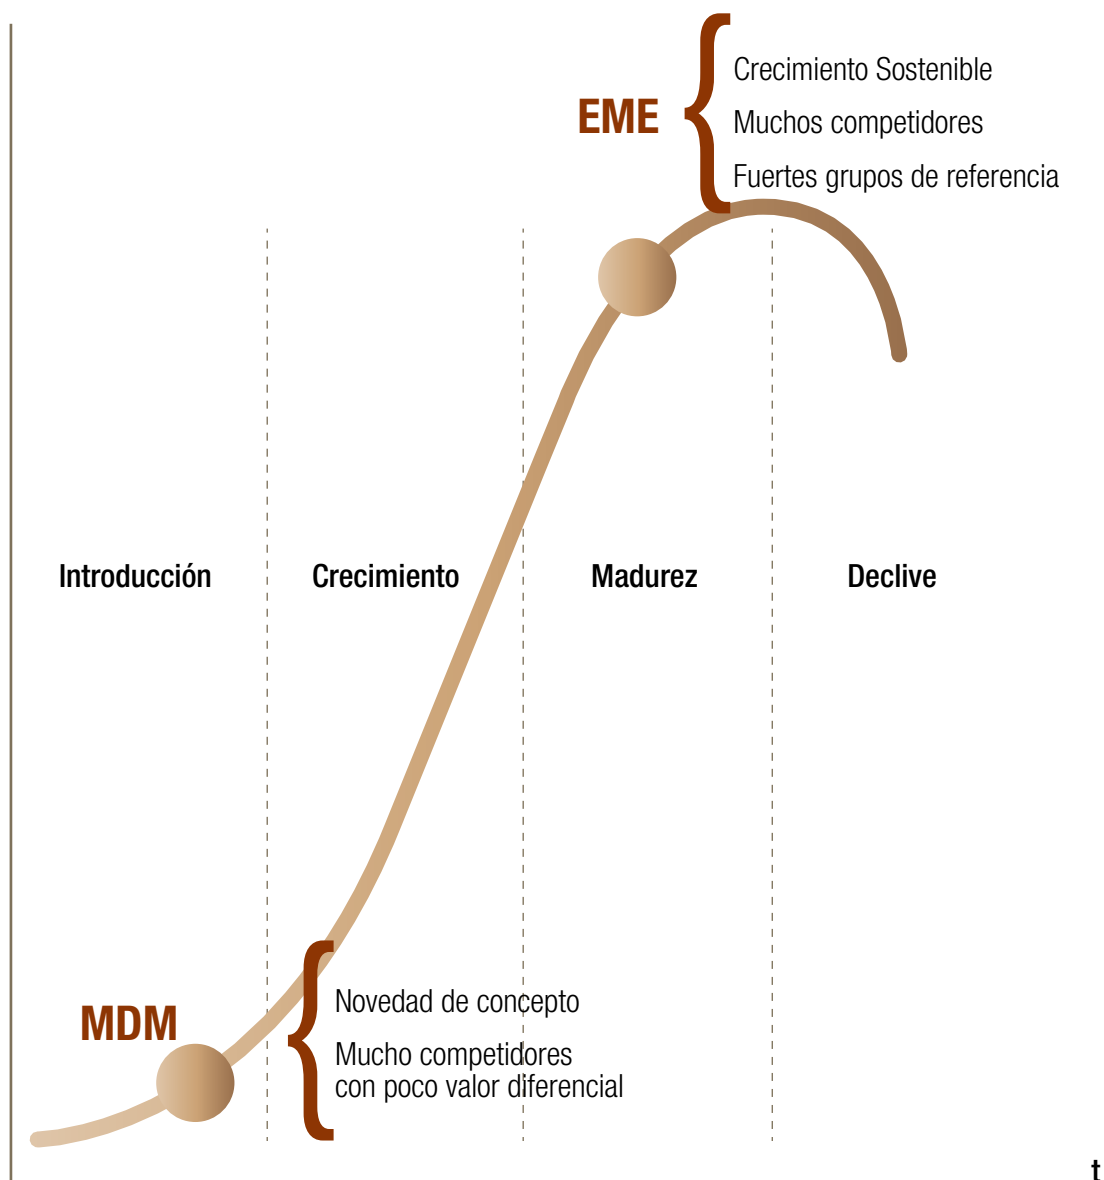 Crecimiento Sostenible
EME
Muchos competidores
Fuertes grupos de referencia
Introducción
Crecimiento
Madurez
Declive
MDM
Novedad de concepto
Mucho competidores
con poco valor diferencial
t